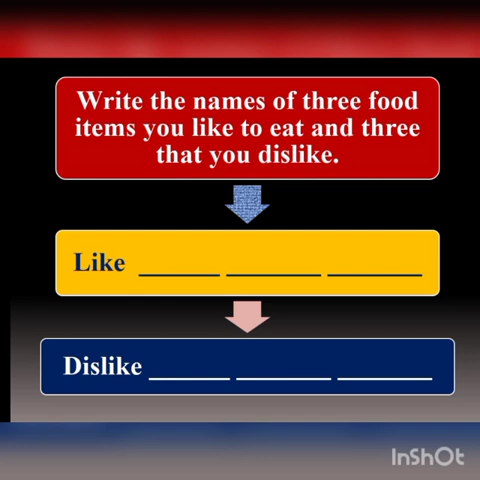 Write the names of three food
items you like to eat and three
that you dislike.
Like ______ _______ _______
Dislike ______ _______ _______
InShOt